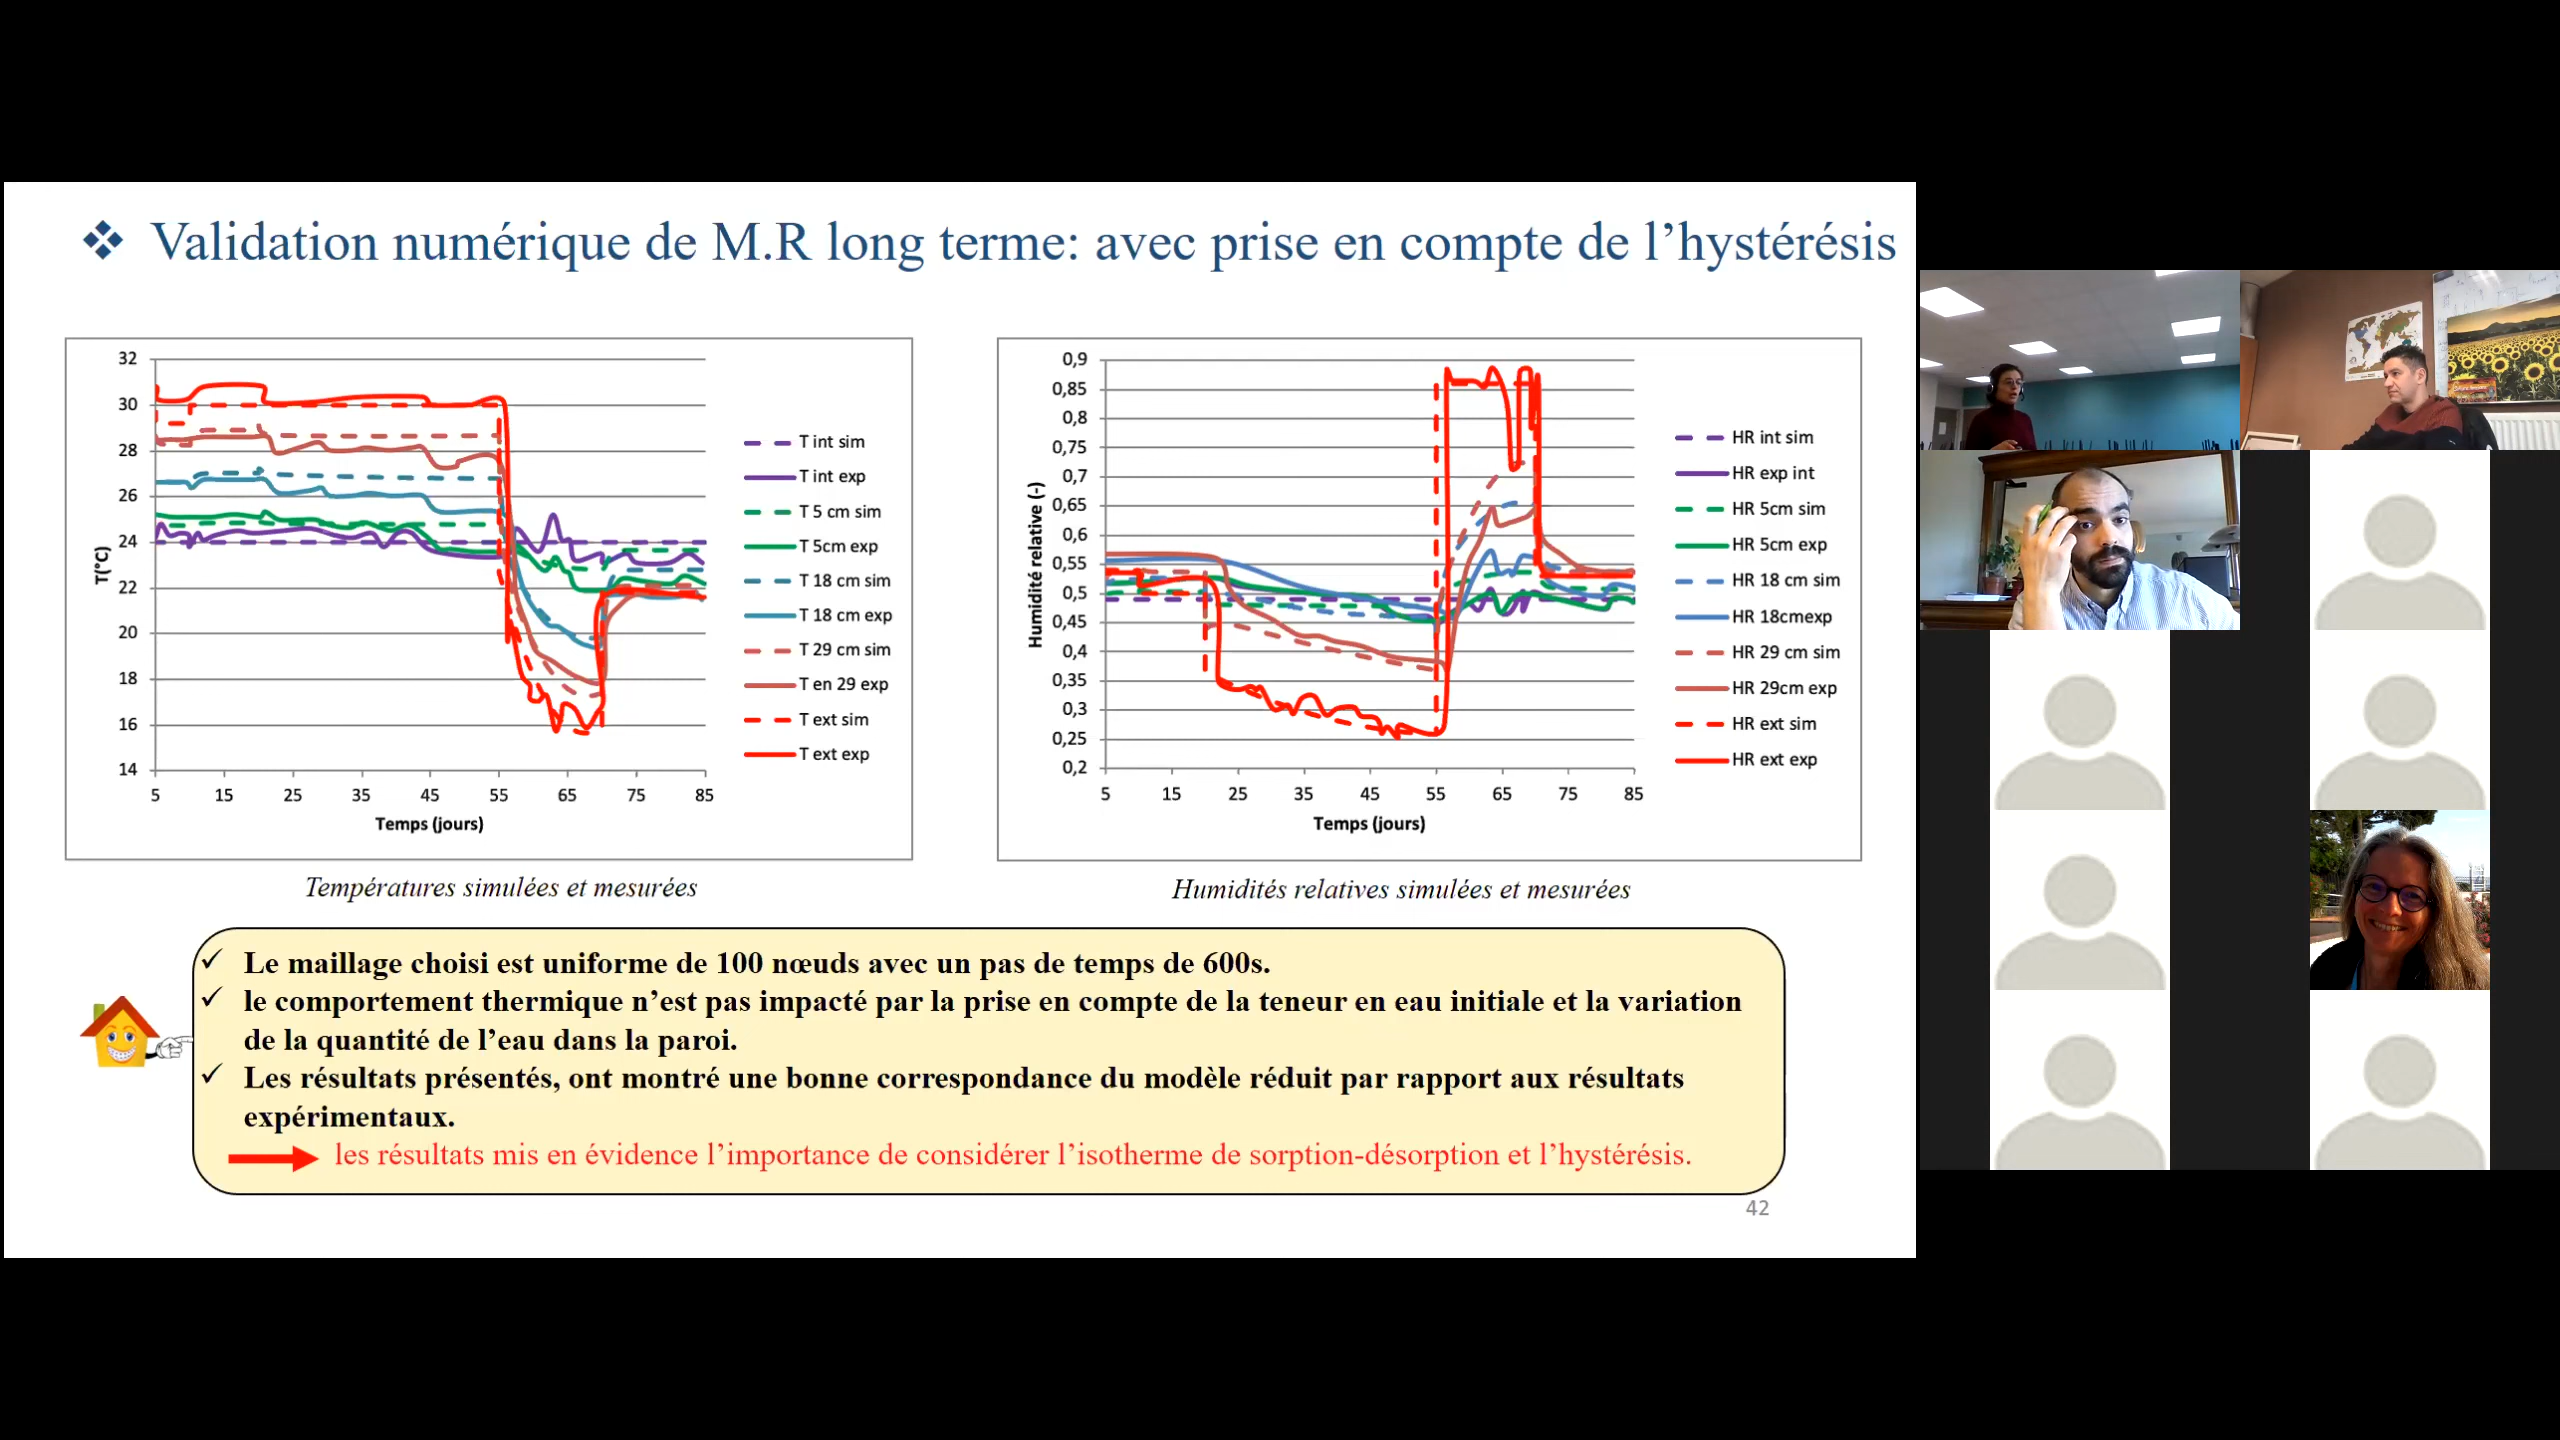 ❖ Validation numérique de M.R long terme: avec prise en compte de l’hystérésis
32
30
28
26
24
22
20
18
16
14
T(°C)
5 15 25 35 45 55 65 75 85
Temps (jours)
T int sim
T int exp
T 5 cm sim
T 5cm exp
T 18 cm sim
T 18 cm exp
T 29 cm sim
T en 29 exp
T ext sim
T ext exp
Températures simulées et mesurées
0,9
0,85
0,8
0,75
0,7
0,65
0,6
0,55
0,5
0,45
0,4
0,35
0,3
0,25
0,2
Humidité relative (-)
5 15 25 35 45 55 65 75 85
Temps (jours)
HR int sim
HR exp int
HR 5cm sim
HR 5cm exp
HR 18 cm sim
HR 18cmexp
HR 29 cm sim
HR 29cm exp
HR ext sim
HR ext exp
Humidités relatives simulées et mesurées
✓ Le maillage choisi est uniforme de 100 nœuds avec un pas de temps de 600s.
✓ le comportement thermique n’est pas impacté par la prise en compte de la teneur en eau initiale et la variation
de la quantité de l’eau dans la paroi.
✓ Les résultats présentés, ont montré une bonne correspondance du modèle réduit par rapport aux résultats
expérimentaux.
les résultats mis en évidence l’importance de considérer l’isotherme de sorption-désorption et l’hystérésis.
42